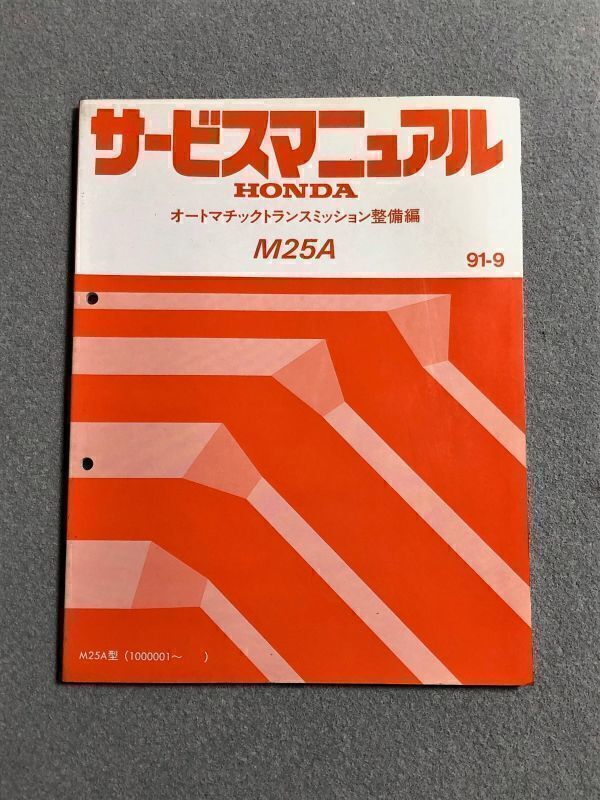 サービスマニュアル
HONDA
オートマチックトランスミッション整備編
M25A
91-9
M25A型 (1000001〜 )